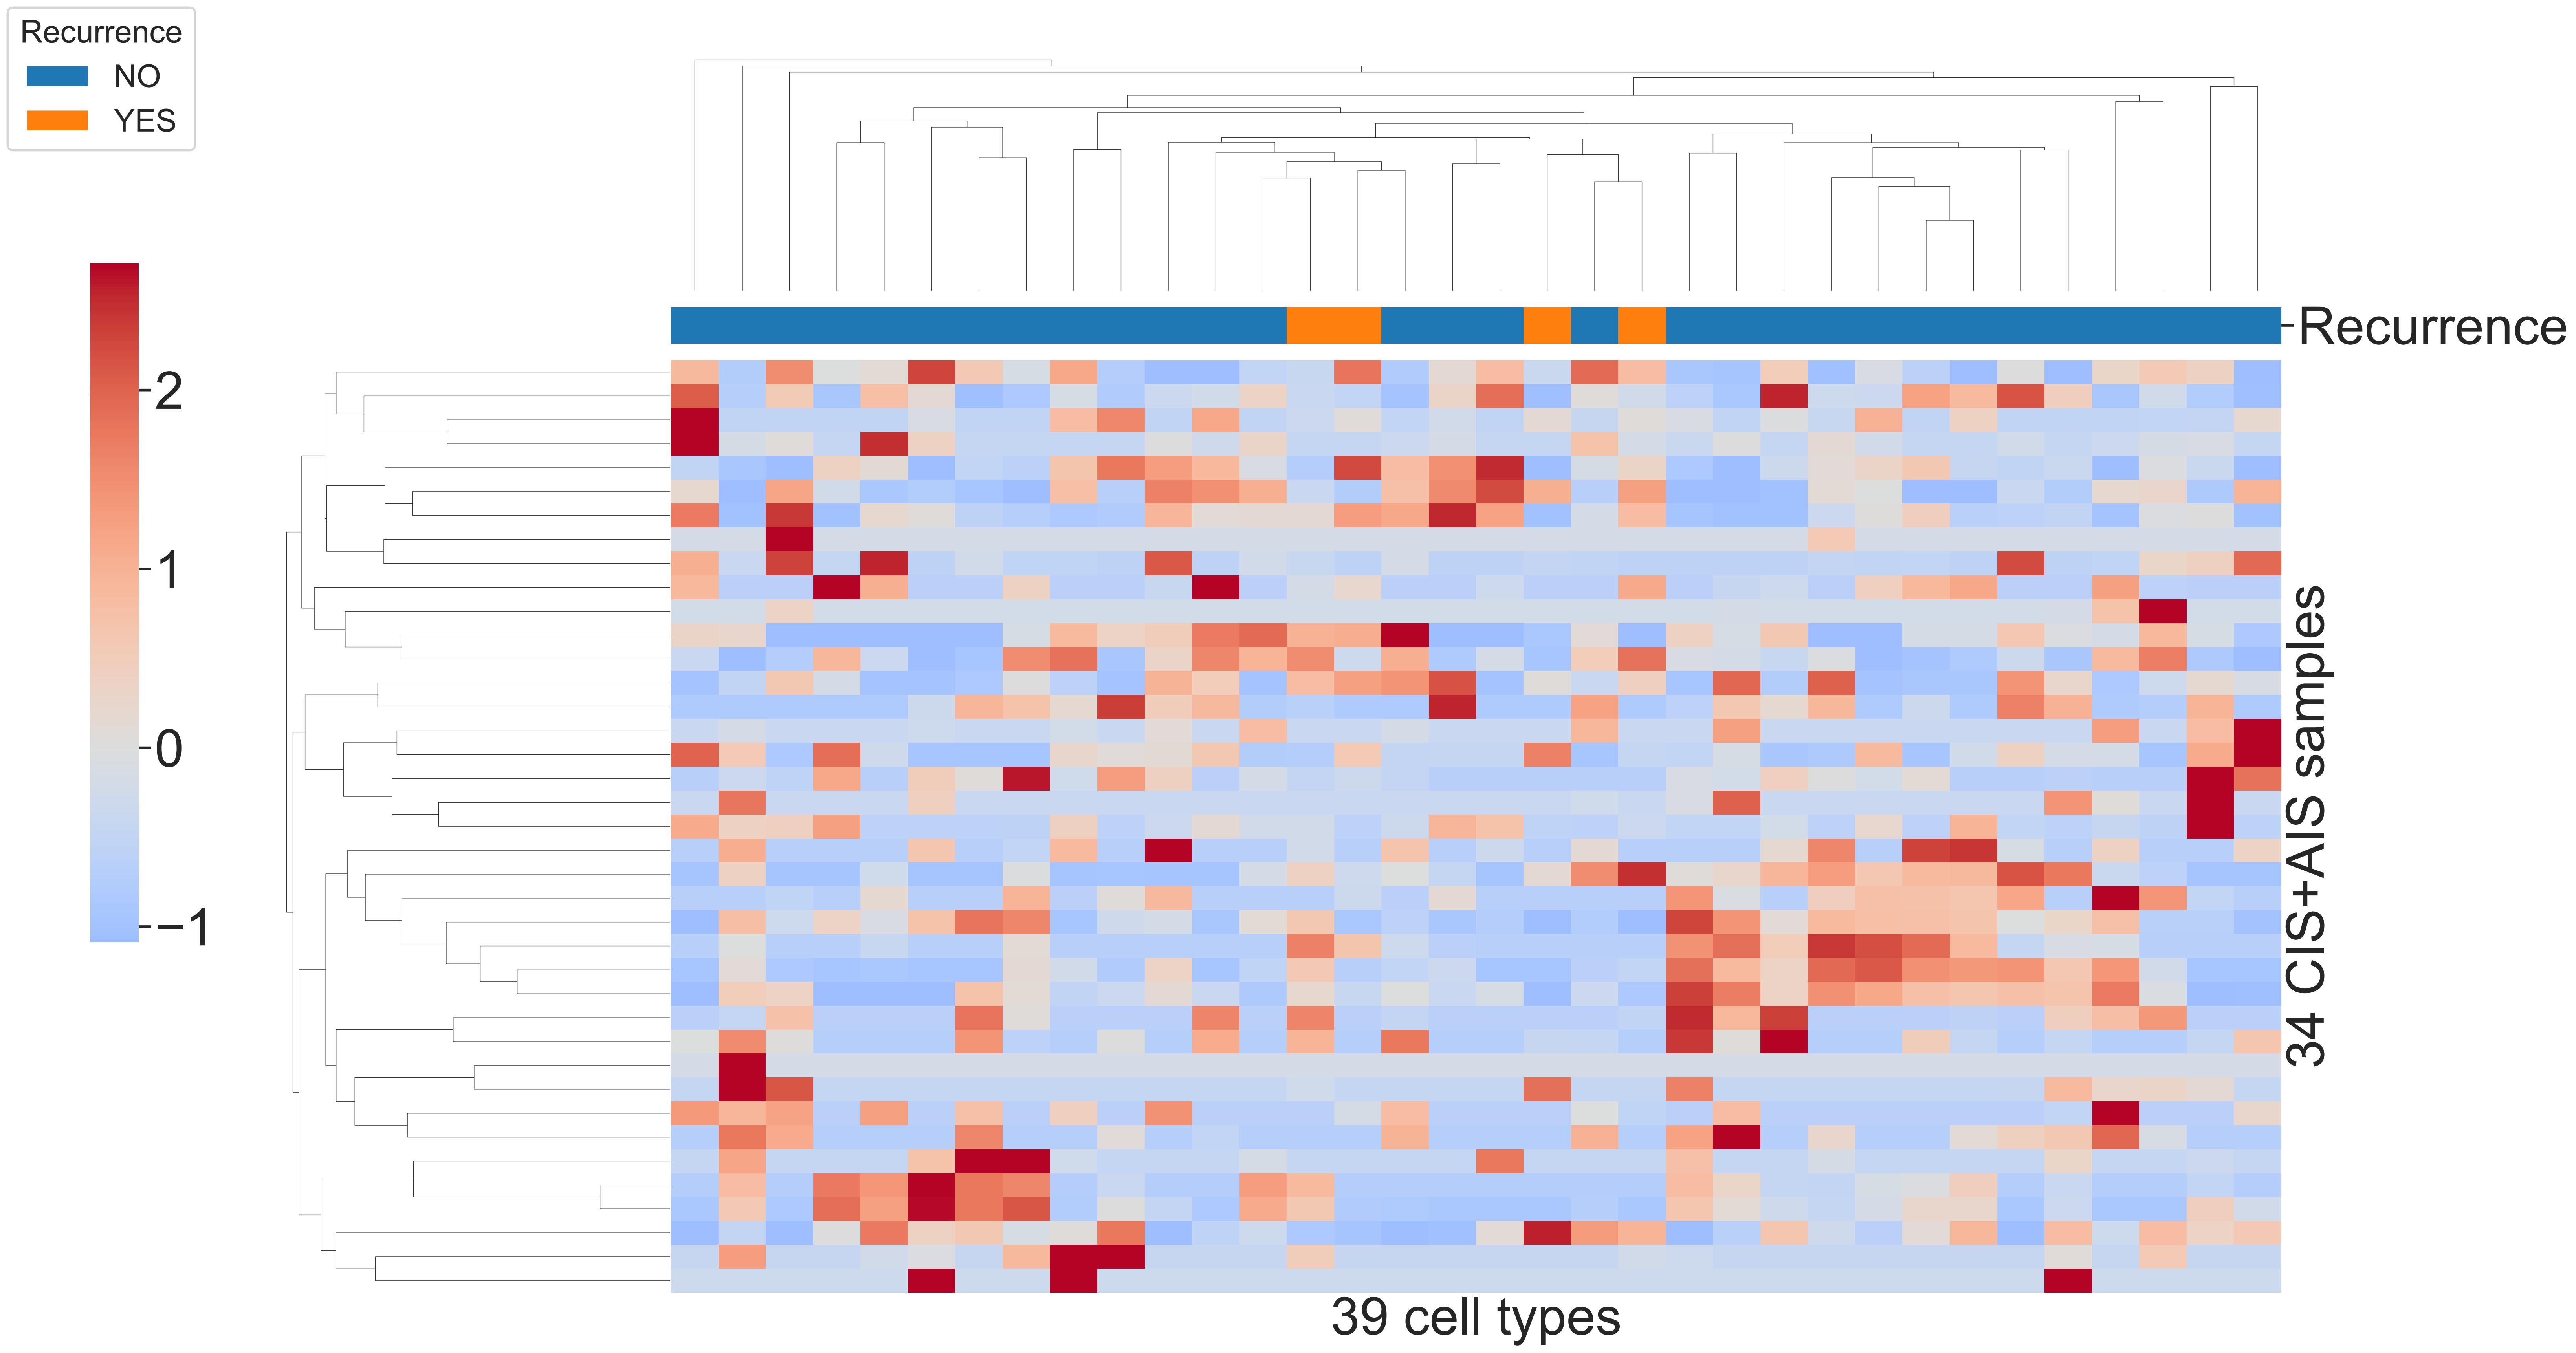 Recurrence
NO
YES
2
1
0
−1
Recurrence
34 CIS+AIS samples
39 cell types